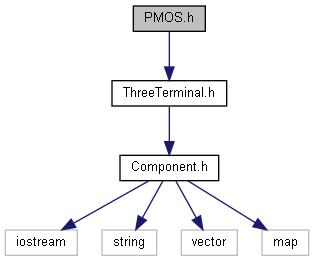 PMOS.h
ThreeTerminal.h
Component.h
iostream
string
vector
map